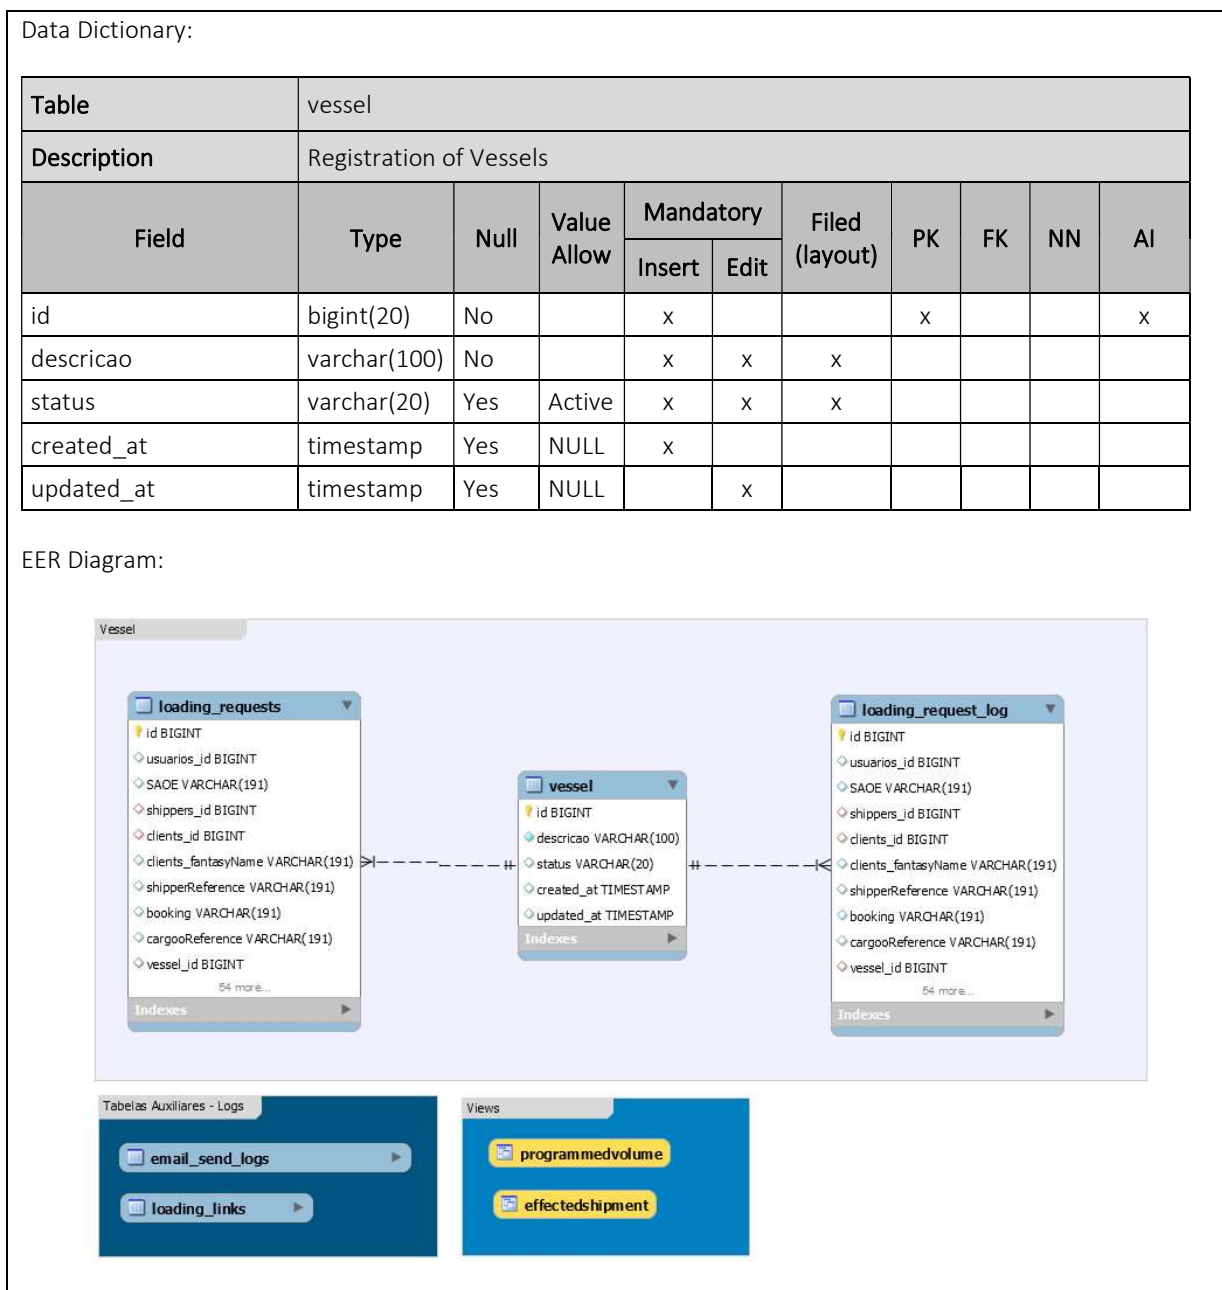 Data Dictionary:
Table vessel
Description Registration of Vessels
Field Type Null Value Allow Mandatory Filed (layout) PK FK NN AI
Insert Edit
id bigint(20) No x x x
descricao varchar(100) No x x x
status varchar(20) Yes Active x x x
created_at timestamp Yes NULL x
updated_at timestamp Yes NULL x
EER Diagram:
Vessel
loading_requests
id BIGINT
usuarios_id BIGINT
SAOE VARCHAR(191)
shippers_id BIGINT
clients_id BIGINT
clients_fantasyName VARCHAR(191)
shipperReference VARCHAR(191)
booking VARCHAR(191)
cargooReference VARCHAR(191)
vessel_id BIGINT
54 more...
Indexes
vessel
id BIGINT
descricao VARCHAR(100)
status VARCHAR(20)
created_at TIMESTAMP
updated_at TIMESTAMP
Indexes
loading_request_log
id BIGINT
usuarios_id BIGINT
SAOE VARCHAR(191)
shippers_id BIGINT
clients_id BIGINT
clients_fantasyName VARCHAR(191)
shipperReference VARCHAR(191)
booking VARCHAR(191)
cargooReference VARCHAR(191)
vessel_id BIGINT
54 more...
Indexes
Tabelas Auxiliares - Logs
email_send_logs
loading_links
Views
programmedvolume
effectedshipment